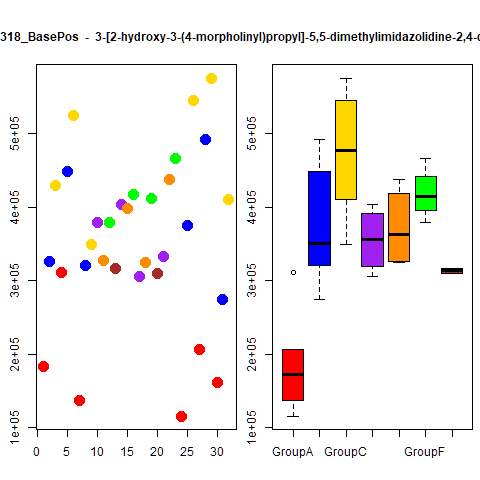 318_BasePos - 3-[2-hydroxy-3-(4-morpholinyl)propyl]-5,5-dimethylimidazolidine-2,4-d
1e+05 2e+05 3e+05 4e+05 5e+05
0 5 10 15 20 25 30
1e+05 2e+05 3e+05 4e+05 5e+05
GroupA GroupC GroupF